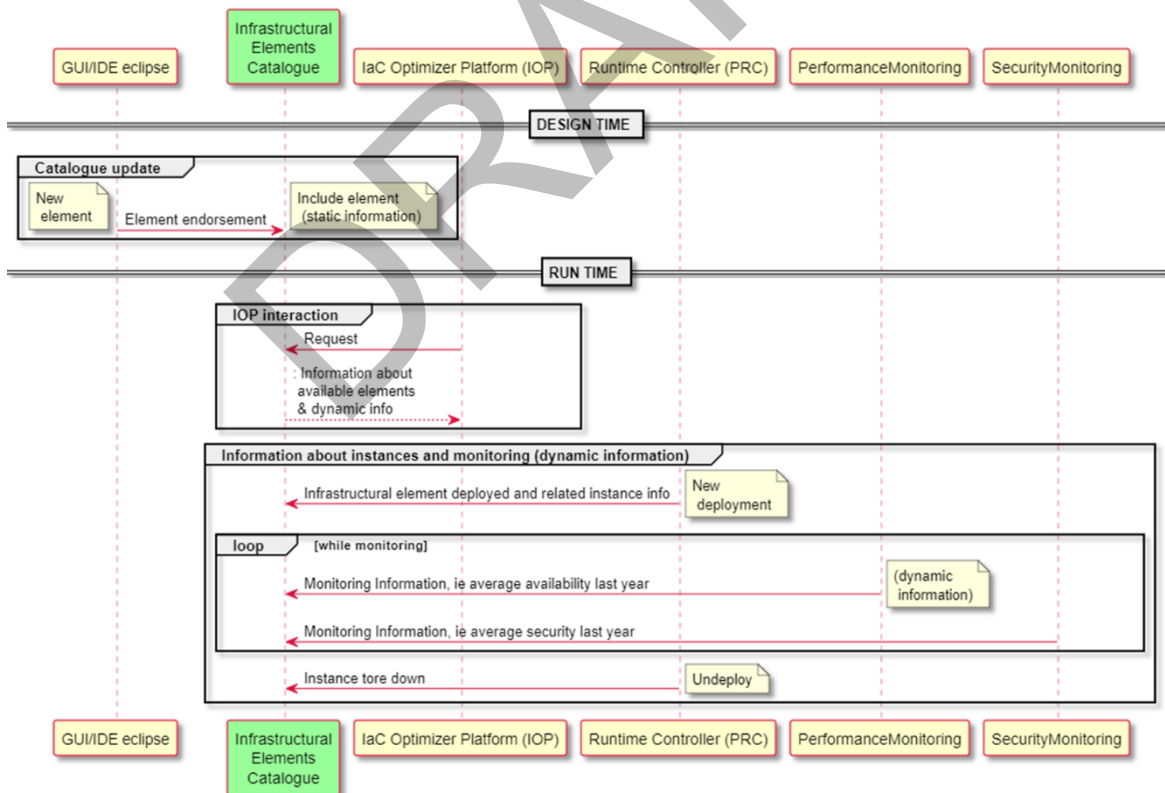 GUI/IDE eclipse
Infrastructural
Elements
Catalogue
IaC Optimizer Platform (IOP)
Runtime Controller (PRC)
PerformanceMonitoring
SecurityMonitoring
DESIGN TIME
Catalogue update
New
element
Element endorsement
Include element
(static information)
RUN TIME
IOP interaction
Request
: Information about
available elements
& dynamic info
Information about instances and monitoring (dynamic information)
Infrastructural element deployed and related instance info
New
deployment
loop
[while monitoring]
Monitoring Information, ie average availability last year
(dynamic
information)
Monitoring Information, ie average security last year
Instance tore down
Undeploy
GUI/IDE eclipse
Infrastructural
Elements
Catalogue
IaC Optimizer Platform (IOP)
Runtime Controller (PRC)
PerformanceMonitoring
SecurityMonitoring